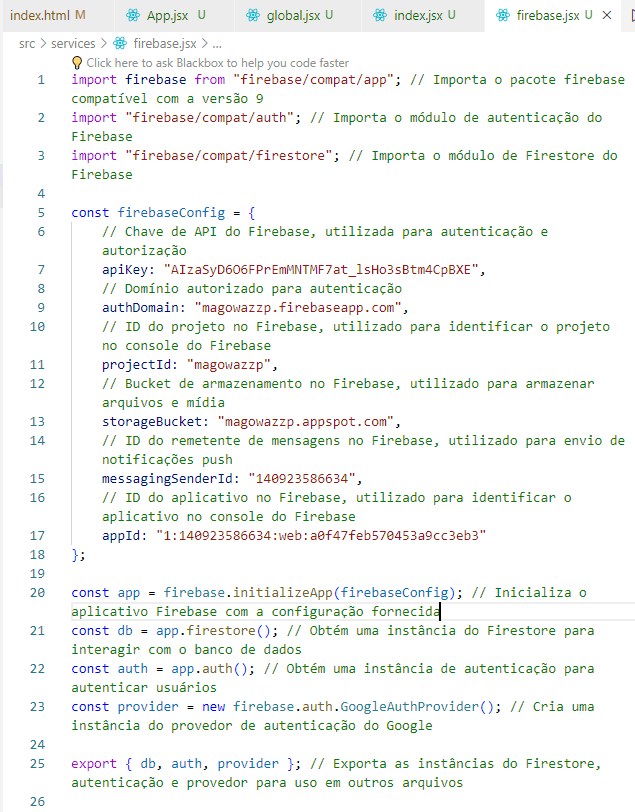 index.html M App.jsx U global.jsx U index.jsx U firebase.jsx U
src > services > firebase.jsx > ...
Click here to ask Blackbox to help you code faster
1 import firebase from "firebase/compat/app"; // Importa o pacote firebase
compatível com a versão 9
2 import "firebase/compat/auth"; // Importa o módulo de autenticação do
Firebase
3 import "firebase/compat/firestore"; // Importa o módulo de Firestore do
Firebase
4
5 const firebaseConfig = {
6 // Chave de API do Firebase, utilizada para autenticação e
autorização
7 apiKey: "AIzaSyD6O6FPrEmMNTMF7at_lsHo3sBtm4CpBXE",
8 // Domínio autorizado para autenticação
9 authDomain: "magowazzp.firebaseapp.com",
10 // ID do projeto no Firebase, utilizado para identificar o projeto
no console do Firebase
11 projectId: "magowazzp",
12 // Bucket de armazenamento no Firebase, utilizado para armazenar
arquivos e mídia
13 storageBucket: "magowazzp.appspot.com",
14 // ID do remetente de mensagens no Firebase, utilizado para envio de
notificações push
15 messagingSenderId: "140923586634",
16 // ID do aplicativo no Firebase, utilizado para identificar o
aplicativo no console do Firebase
17 appId: "1:140923586634:web:a0f47feb570453a9cc3eb3"
18 };
19
20 const app = firebase.initializeApp(firebaseConfig); // Inicializa o
aplicativo Firebase com a configuração fornecida
21 const db = app.firestore(); // Obtém uma instância do Firestore para
interagir com o banco de dados
22 const auth = app.auth(); // Obtém uma instância de autenticação para
autenticar usuários
23 const provider = new firebase.auth.GoogleAuthProvider(); // Cria uma
instância do provedor de autenticação do Google
24
25 export { db, auth, provider }; // Exporta as instâncias do Firestore,
autenticação e provedor para uso em outros arquivos
26